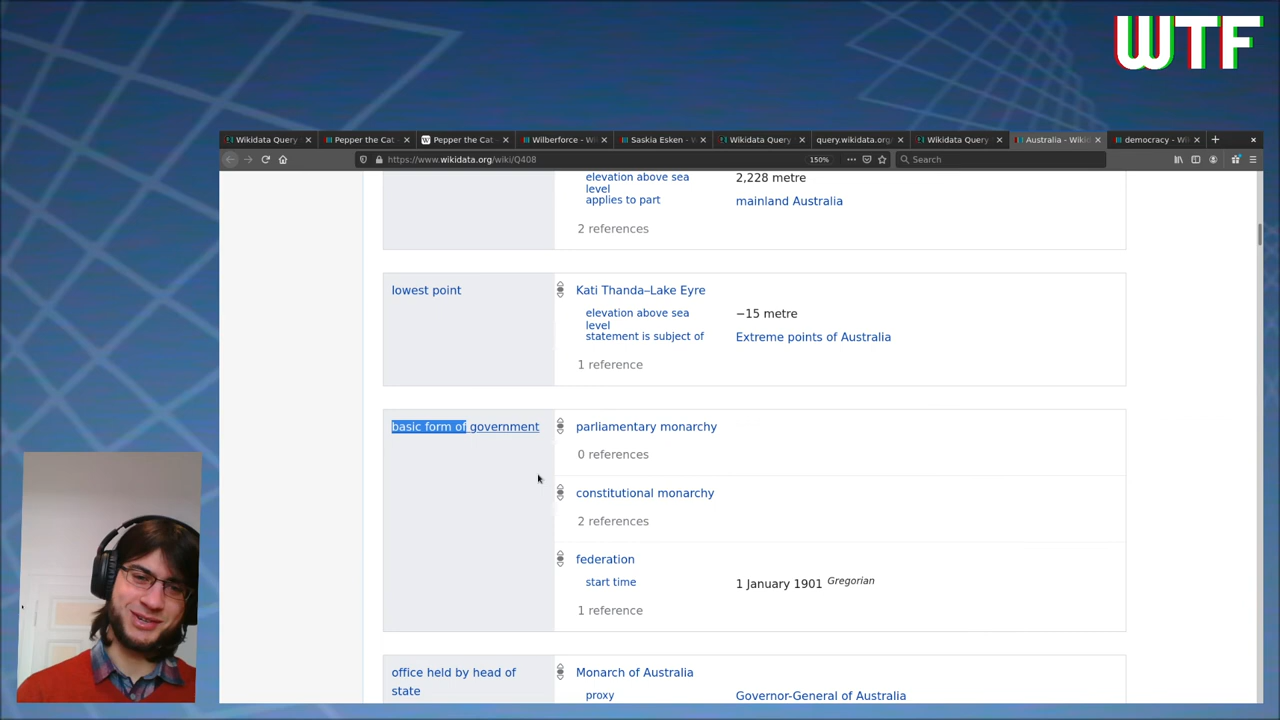 WTF
Wikidata Query
Pepper the Cat
Pepper the Cat
Wilberforce - Wi
Saskia Esken - W
Wikidata Query
query.wikidata.org/
Wikidata Query
Australia - Wikid
democracy - Wik
https://www.wikidata.org/wiki/Q408
150%
Search
elevation above sea
level
2,228 metre
applies to part
mainland Australia
2 references
lowest point
Kati Thanda–Lake Eyre
elevation above sea
level
−15 metre
statement is subject of
Extreme points of Australia
1 reference
basic form of government
parliamentary monarchy
0 references
constitutional monarchy
2 references
federation
start time
1 January 1901 Gregorian
1 reference
office held by head of
state
Monarch of Australia
proxy
Governor-General of Australia